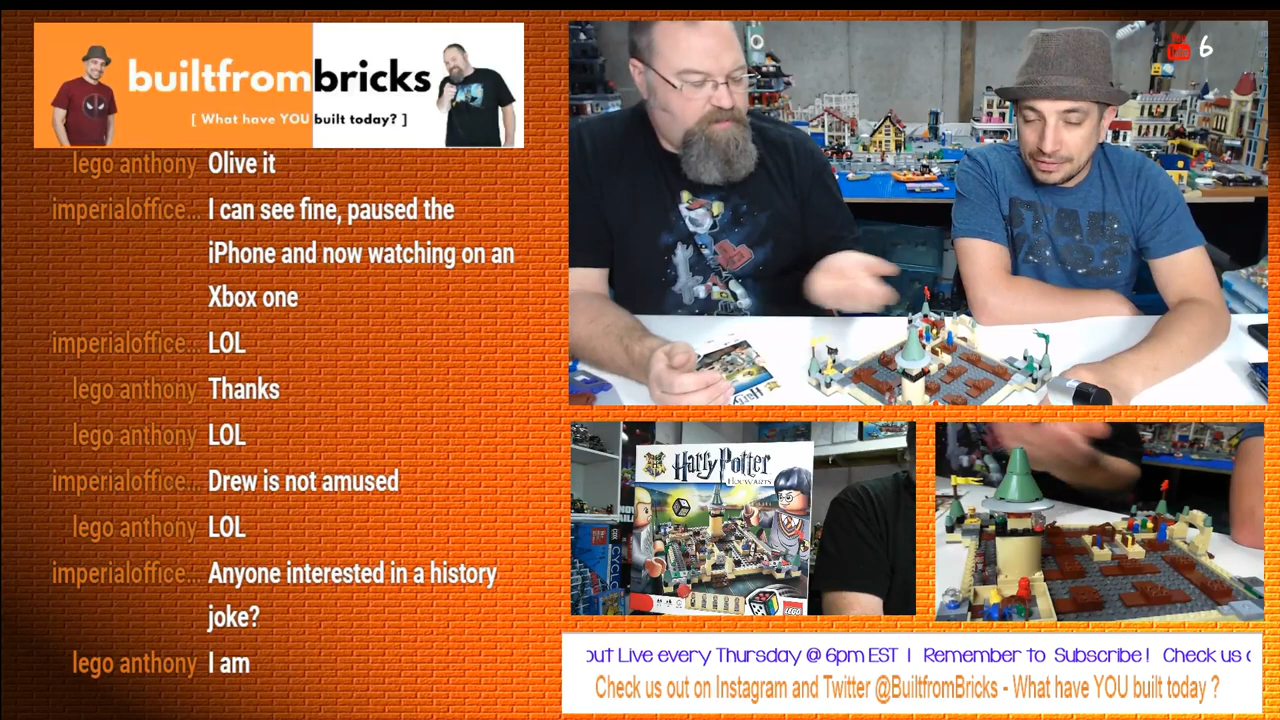 builtfrombricks
[ What have YOU built today? ]
lego anthony Olive it
imperialoffice... I can see fine, paused the
iPhone and now watching on an
Xbox one
imperialoffice... LOL
lego anthony Thanks
lego anthony LOL
imperialoffice... Drew is not amused
lego anthony LOL
imperialoffice... Anyone interested in a history
joke?
lego anthony I am
You
6
STAR
WARS
Harry Potter
HOGWARTS
LEGO
out Live every Thursday @ 6pm EST | Remember to Subscribe! Check us
Check us out on Instagram and Twitter @BuiltfromBricks - What have YOU built today ?